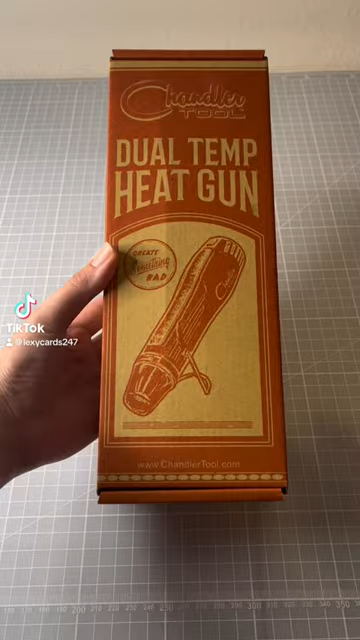 Chandler
TOOL
DUAL TEMP
HEAT GUN
CREATE
Something
RAD
TikTok
@lexycards247
www.ChandlerTool.com